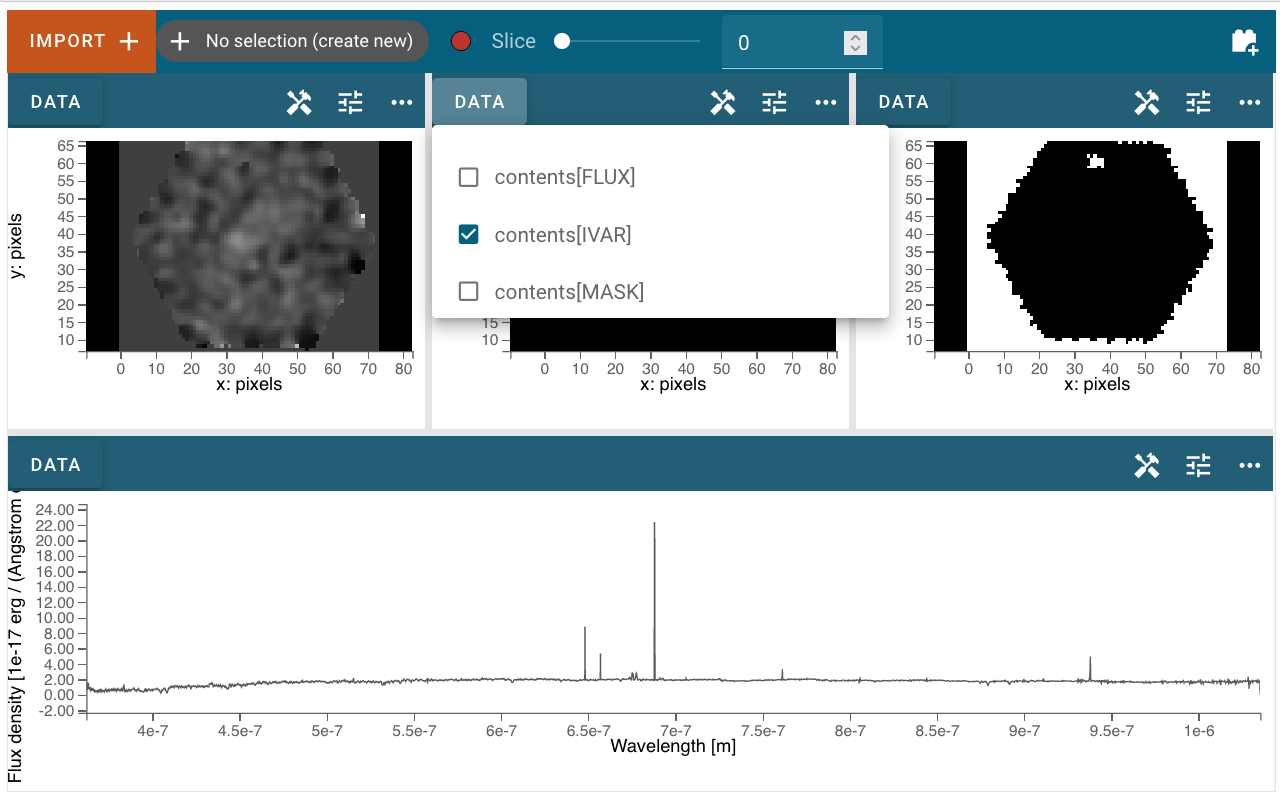 IMPORT
No selection (create new)
Slice
0
DATA
DATA
DATA
65
60
55
50
45
40
35
30
25
20
15
10
y: pixels
0 10 20 30 40 50 60 70 80
x: pixels
contents[FLUX]
contents[IVAR]
contents[MASK]
15
10
0 10 20 30 40 50 60 70 80
x: pixels
65
60
55
50
45
40
35
30
25
20
15
10
0 10 20 30 40 50 60 70 80
x: pixels
DATA
Flux density [1e-17 erg / (Angstrom
24.00
22.00
20.00
18.00
16.00
14.00
12.00
10.00
8.00
6.00
4.00
2.00
0.00
-2.00
4e-7 4.5e-7 5e-7 5.5e-7 6e-7 6.5e-7 7e-7 7.5e-7 8e-7 8.5e-7 9e-7 9.5e-7 1e-6
Wavelength [m]